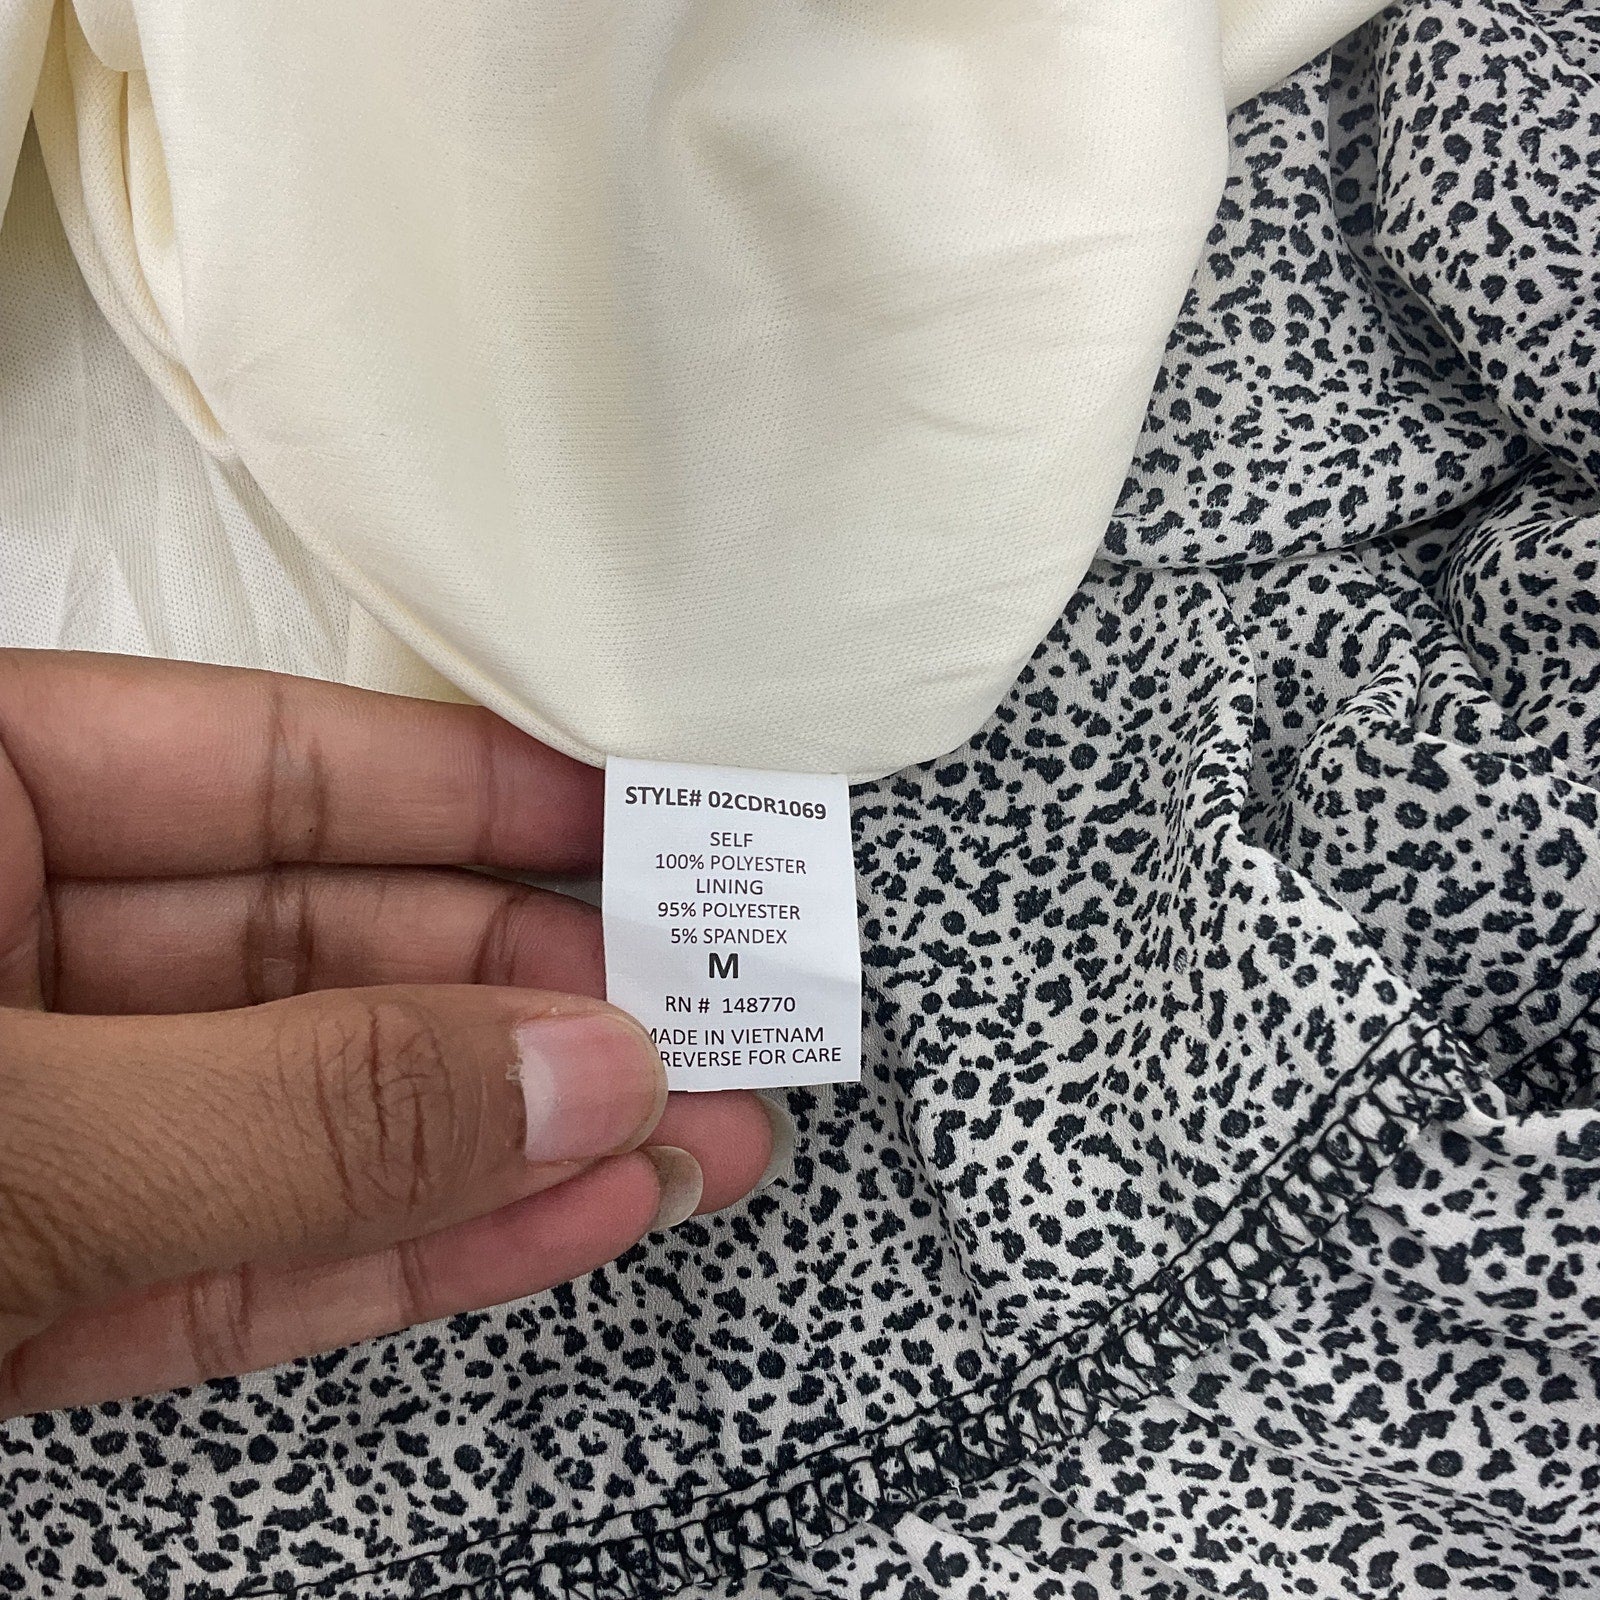 STYLE# 02CDR1069
SELF
100% POLYESTER
LINING
95% POLYESTER
5% SPANDEX
M
RN # 148770
MADE IN VIETNAM
REVERSE FOR CARE